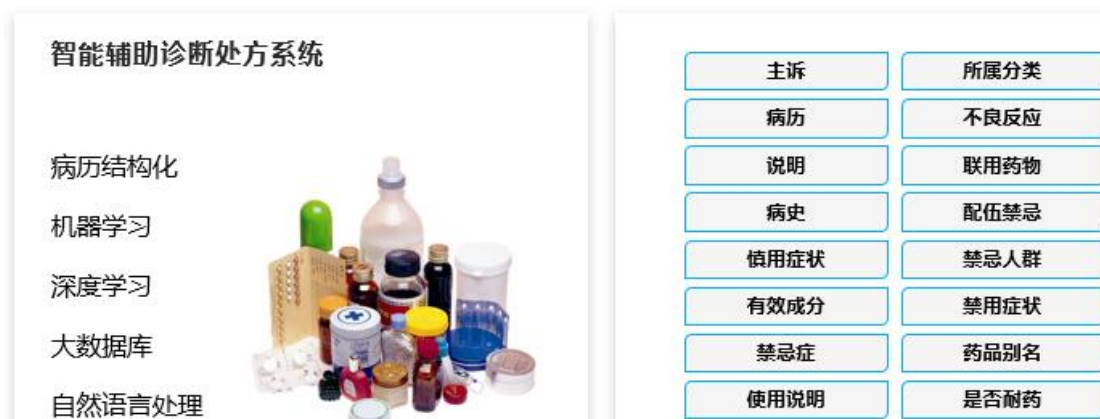 智能辅助诊断处方系统
病历结构化
机器学习
深度学习
大数据库
自然语言处理
主诉 所属分类
病历 不良反应
说明 联用药物
病史 配伍禁忌
慎用症状 禁忌人群
有效成分 禁用症状
禁忌症 药品别名
使用说明 是否耐药